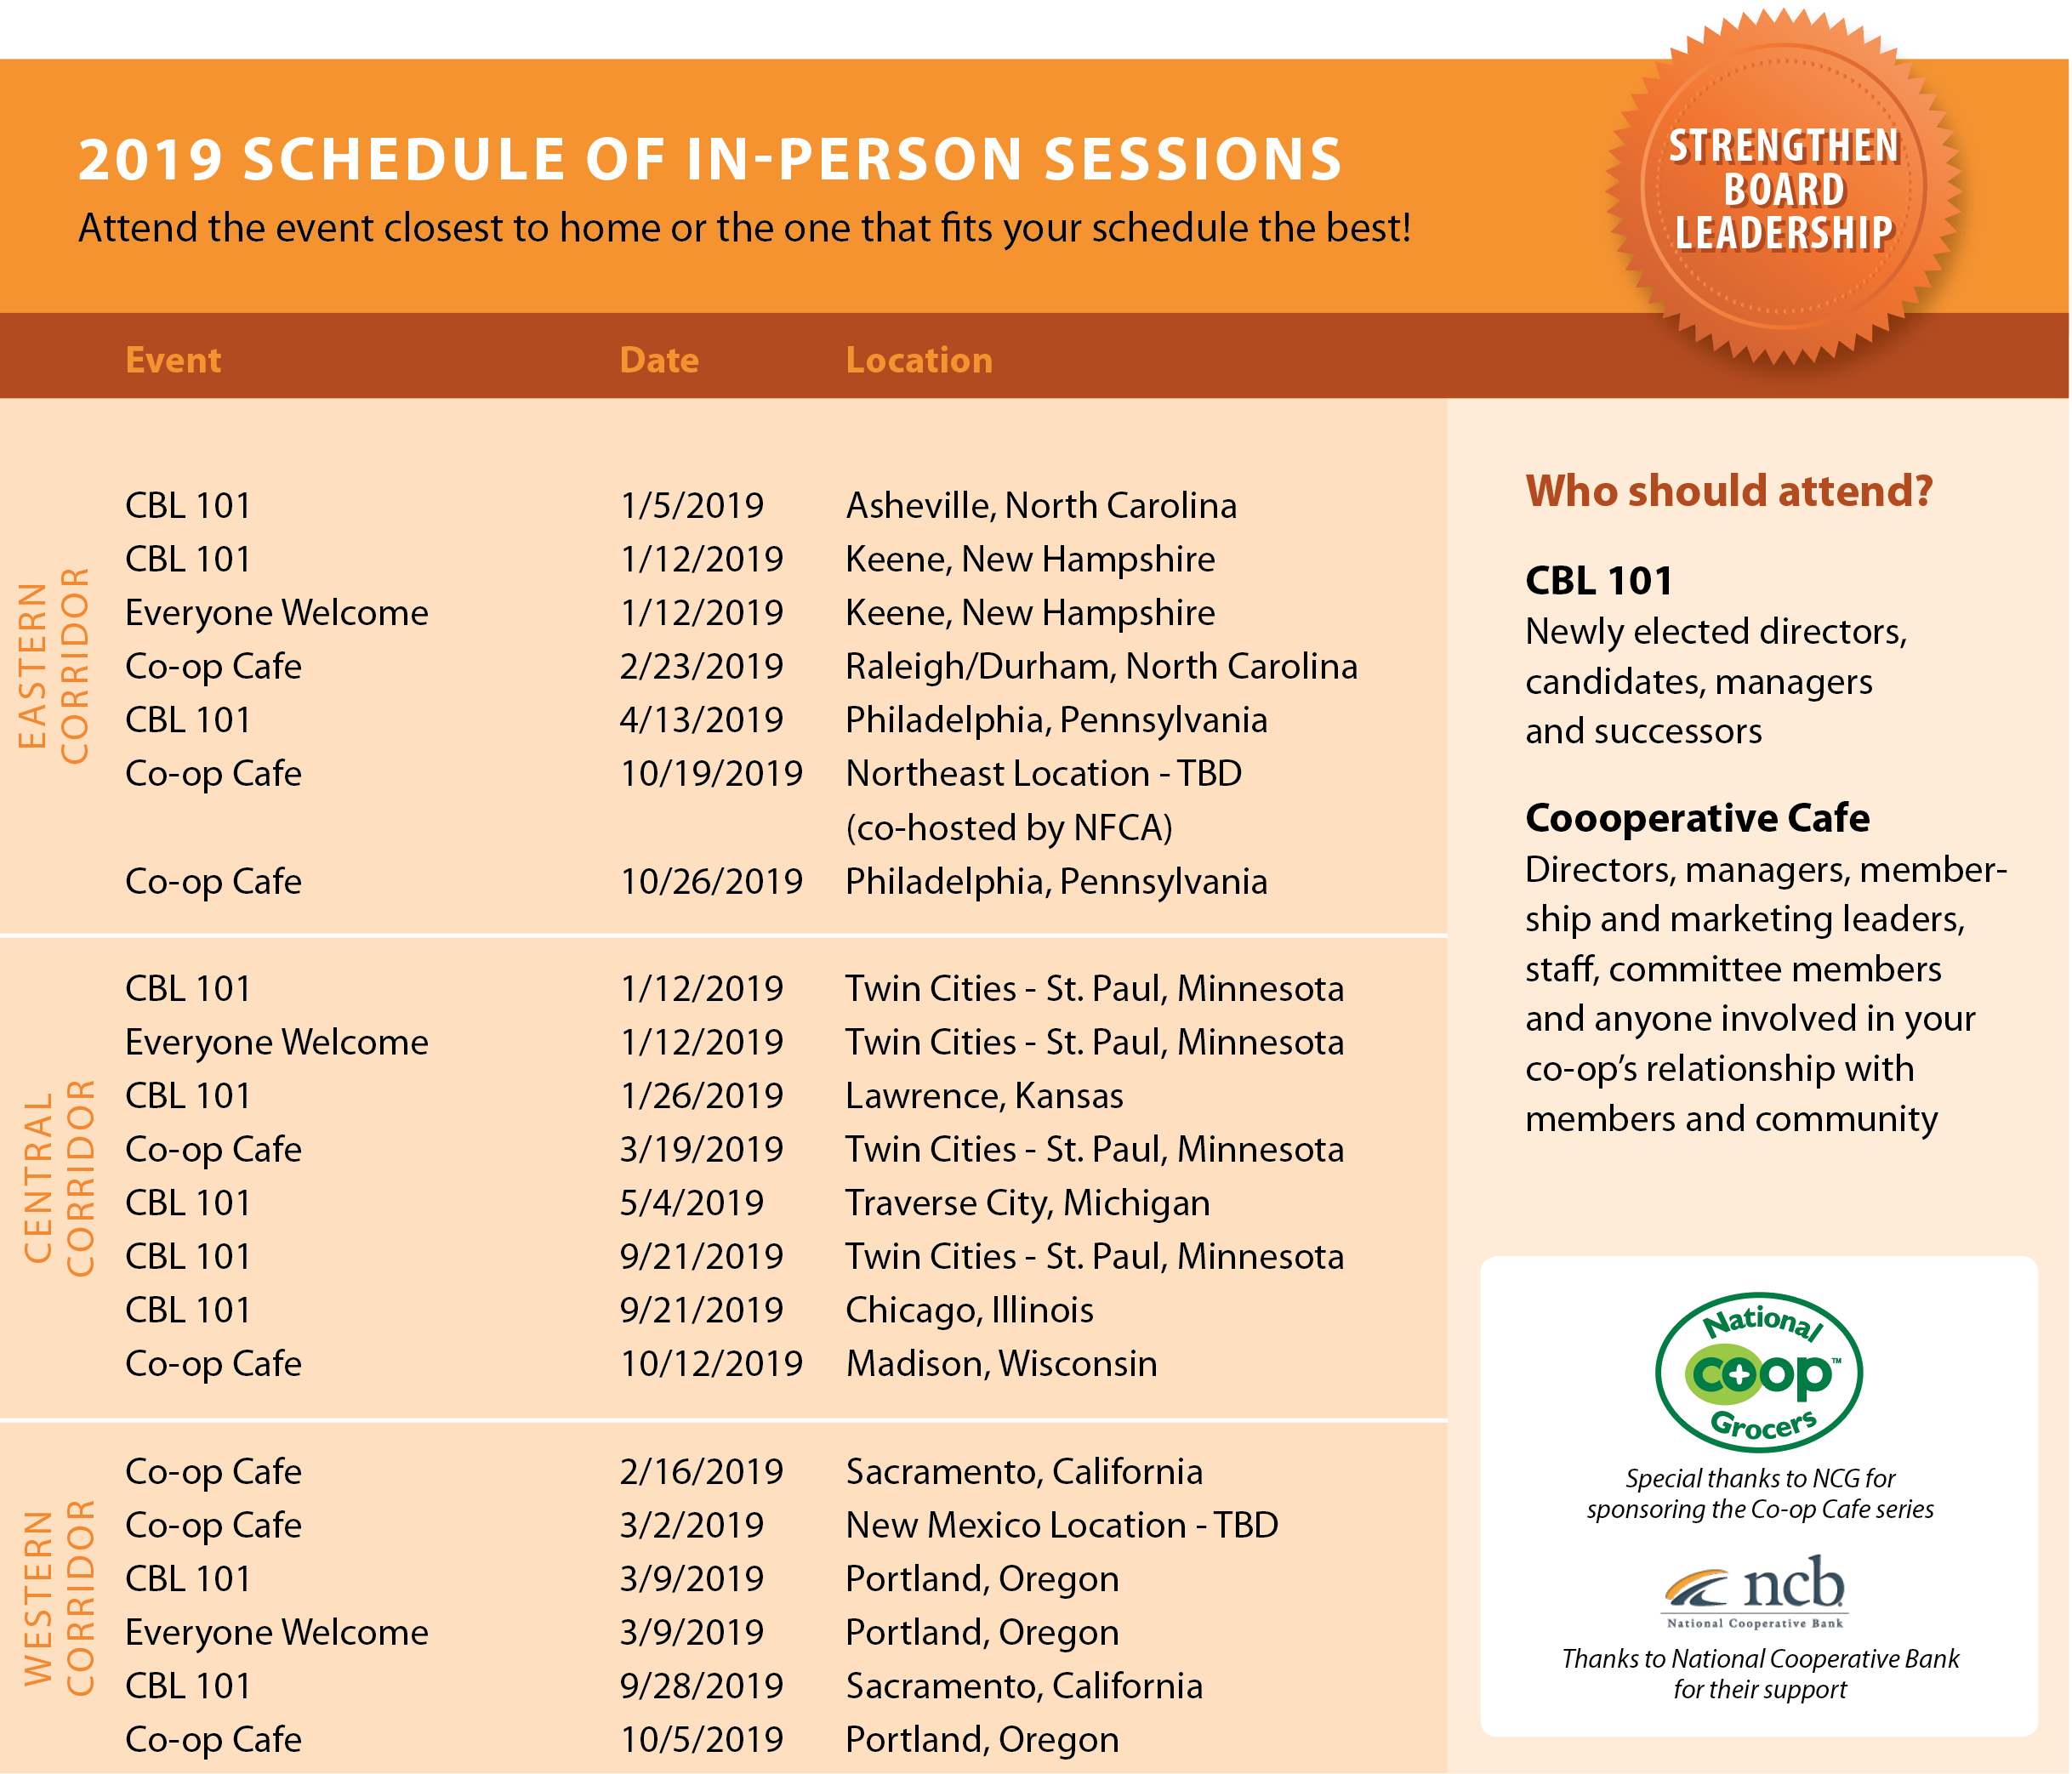 2019 SCHEDULE OF IN-PERSON SESSIONS
Attend the event closest to home or the one that fits your schedule the best!
STRENGTHEN
BOARD
LEADERSHIP
Event Date Location
EASTERN
CORRIDOR
CBL 101 1/5/2019 Asheville, North Carolina
CBL 101 1/12/2019 Keene, New Hampshire
Everyone Welcome 1/12/2019 Keene, New Hampshire
Co-op Cafe 2/23/2019 Raleigh/Durham, North Carolina
CBL 101 4/13/2019 Philadelphia, Pennsylvania
Co-op Cafe 10/19/2019 Northeast Location - TBD
(co-hosted by NFCA)
Co-op Cafe 10/26/2019 Philadelphia, Pennsylvania
CENTRAL
CORRIDOR
CBL 101 1/12/2019 Twin Cities - St. Paul, Minnesota
Everyone Welcome 1/12/2019 Twin Cities - St. Paul, Minnesota
CBL 101 1/26/2019 Lawrence, Kansas
Co-op Cafe 3/19/2019 Twin Cities - St. Paul, Minnesota
CBL 101 5/4/2019 Traverse City, Michigan
CBL 101 9/21/2019 Twin Cities - St. Paul, Minnesota
CBL 101 9/21/2019 Chicago, Illinois
Co-op Cafe 10/12/2019 Madison, Wisconsin
WESTERN
CORRIDOR
Co-op Cafe 2/16/2019 Sacramento, California
Co-op Cafe 3/2/2019 New Mexico Location - TBD
CBL 101 3/9/2019 Portland, Oregon
Everyone Welcome 3/9/2019 Portland, Oregon
CBL 101 9/28/2019 Sacramento, California
Co-op Cafe 10/5/2019 Portland, Oregon
Who should attend?
CBL 101
Newly elected directors,
candidates, managers
and successors
Coooperative Cafe
Directors, managers, member-
ship and marketing leaders,
staff, committee members
and anyone involved in your
co-op's relationship with
members and community
National
co+op™
Grocers
Special thanks to NCG for
sponsoring the Co-op Cafe series
ncb
National Cooperative Bank
Thanks to National Cooperative Bank
for their support